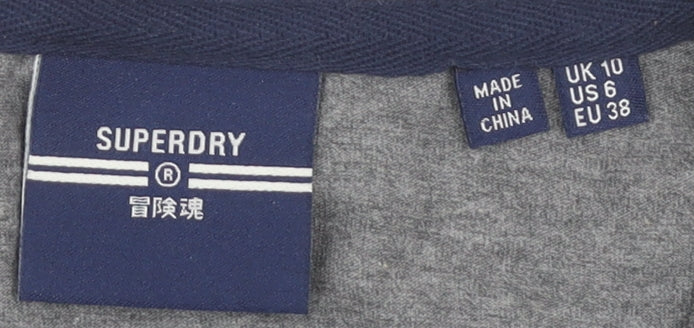 SUPERDRY
®
冒険魂
MADE
IN
CHINA
UK 10
US 6
EU 38